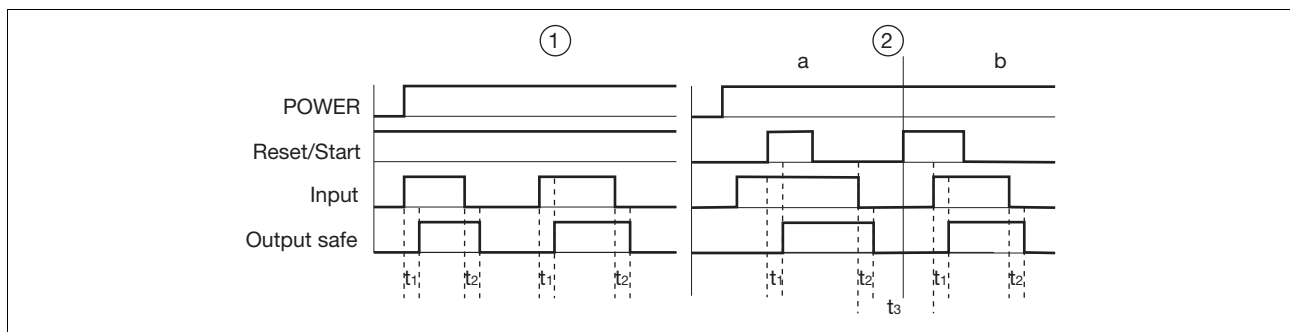 ① ②
a b
POWER
Reset/Start
Input
Output safe
t1 t2 t1 t2 t1 t2 t1 t2
t3